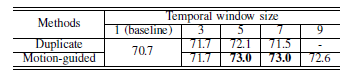 Methods Temporal window size
1 (baseline) 3 5 7 9
Duplicate 70.7 71.7 72.1 71.5 -
Motion-guided 71.7 73.0 73.0 72.6